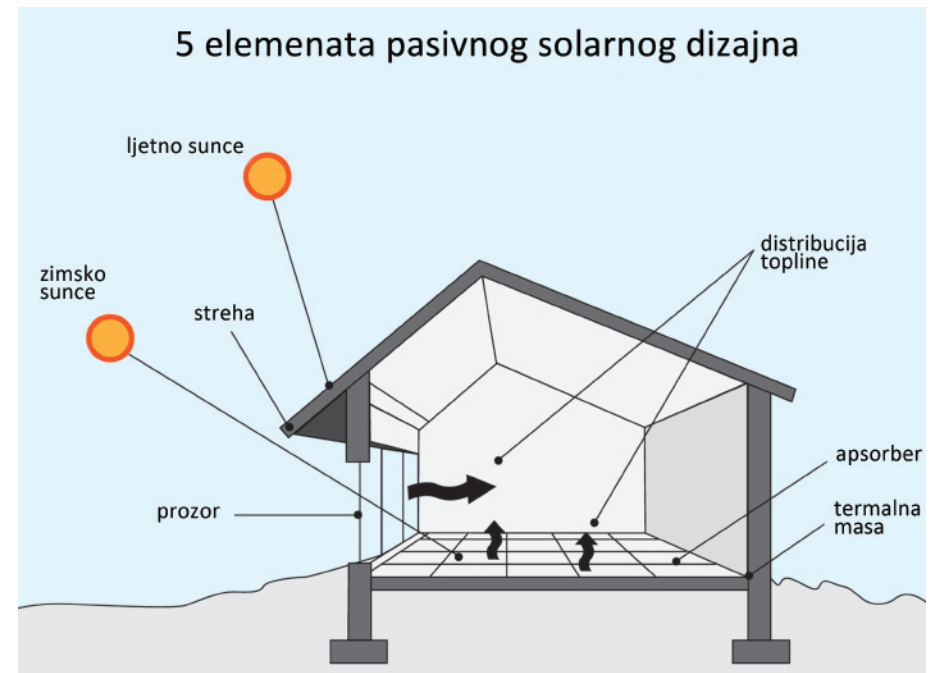 5 elemenata pasivnog solarnog dizajna
ljetno sunce
zimsko
sunce
streha
distribucija
topline
prozor
apsorber
termalna
masa